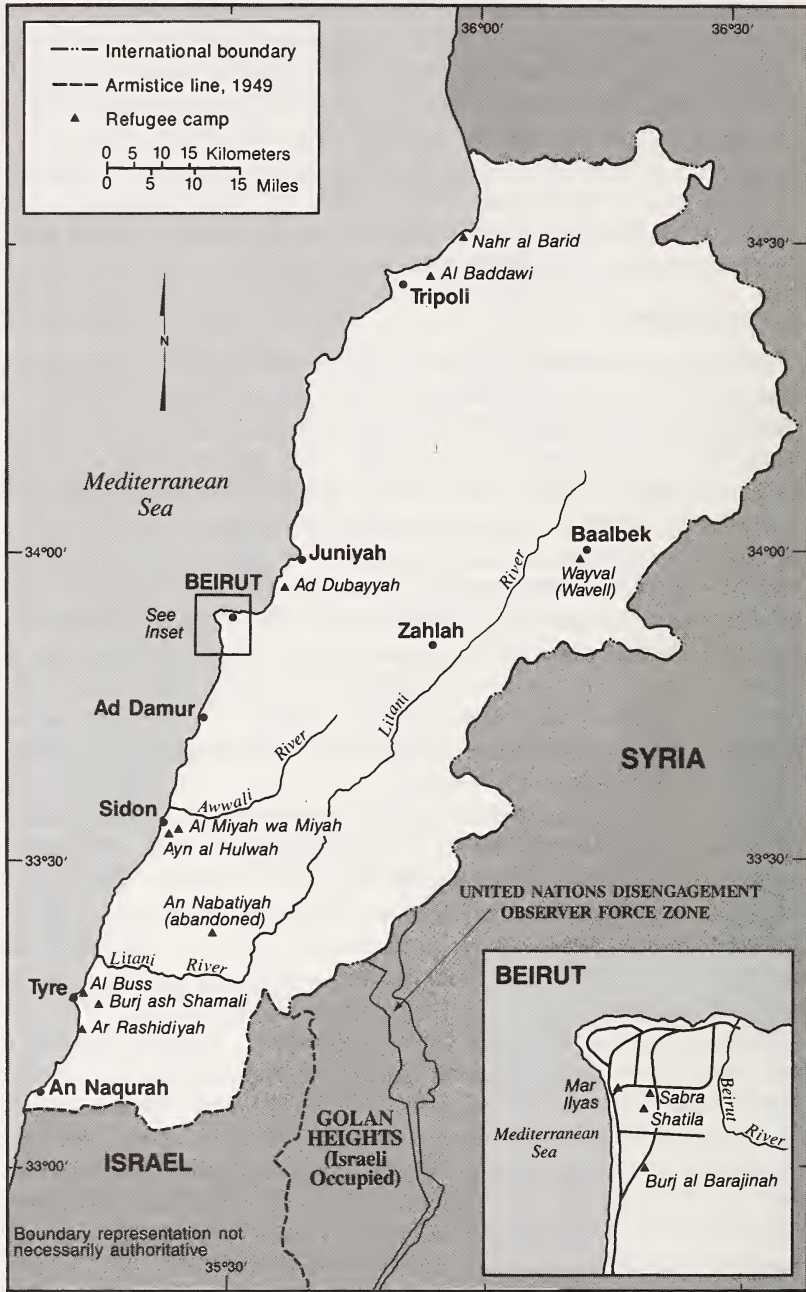 36°00'
36°30'
International boundary
Armistice line, 1949
Refugee camp
0 5 10 15 Kilometers
0 5 10 15 Miles
N
34°30'
Nahr al Barid
Al Baddawi
Tripoli
Mediterranean
Sea
34°00'
34°00'
Juniyah
Baalbek
Wayval
(Wavell)
BEIRUT
Ad Dubayyah
See
Inset
Zahlah
Litani
River
Ad Damur
SYRIA
Awwali
River
Sidon
Al Miyah wa Miyah
Ayn al Hulwah
33°30'
33°30'
An Nabatiyah
(abandoned)
UNITED NATIONS DISENGAGEMENT
OBSERVER FORCE ZONE
Litani
River
Tyre
Al Buss
Burj ash Shamali
Ar Rashidiyah
An Naqurah
GOLAN
HEIGHTS
(Israeli
Occupied)
33°00'
ISRAEL
Boundary representation not
necessarily authoritative
35°30'
BEIRUT
Mar
Ilyas
Sabra
Shatila
Beirut
River
Mediterranean
Sea
Burj al Barajinah